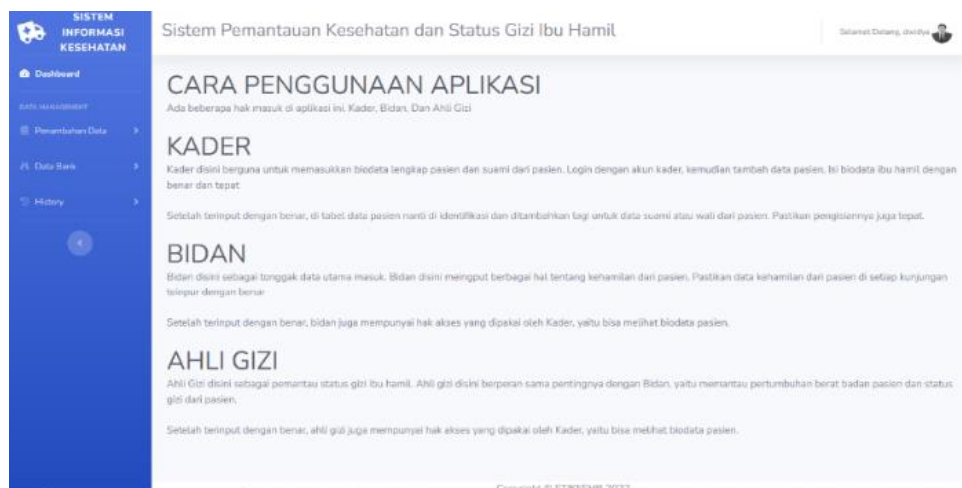 SISTEM
INFORMASI
KESEHATAN
Sistem Pemantauan Kesehatan dan Status Gizi Ibu Hamil
Selamat Datang, dwidya
Dashboard
DATA MANAGEMENT
Penambahan Data
Data Bank
History
CARA PENGGUNAAN APLIKASI
Ada beberapa hak masuk di aplikasi ini. Kader, Bidan, Dan Ahli Gizi
KADER
Kader disini berguna untuk memasukkan biodata lengkap pasien dan suami dari pasien. Login dengan akun kader, kemudian tambah data pasien. Isi biodata ibu hamil dengan
benar dan tepat
Setelah terinput dengan benar, di tabel data pasien nanti di identifikasi dan ditambahkan lagi untuk data suami atau wali dari pasien. Pastikan pengisiannya juga tepat.
BIDAN
Bidan disini sebagai tonggak data utama masuk. Bidan disini mengput berbagai hal tentang kehamilan dari pasien. Pastikan data kehamilan dari pasien di setiap kunjungan
dengan benar
Setelah terinput dengan benar, bidan juga mempunyai hak akses yang dipakai oleh Kader, yaitu bisa melihat biodata pasien.
AHLI GIZI
Ahli Gizi disini sebagai pemantau status gizi Ibu hamil. Ahli gizi disini berperan sama pentingnya dengan Bidan, yaitu memantau pertumbuhan berat badan pasien dan status
gizi dari pasien.
Setelah terinput dengan benar, ahli gizi juga mempunyai hak akses yang dipakai oleh Kader, yaitu bisa melihat biodata pasien.